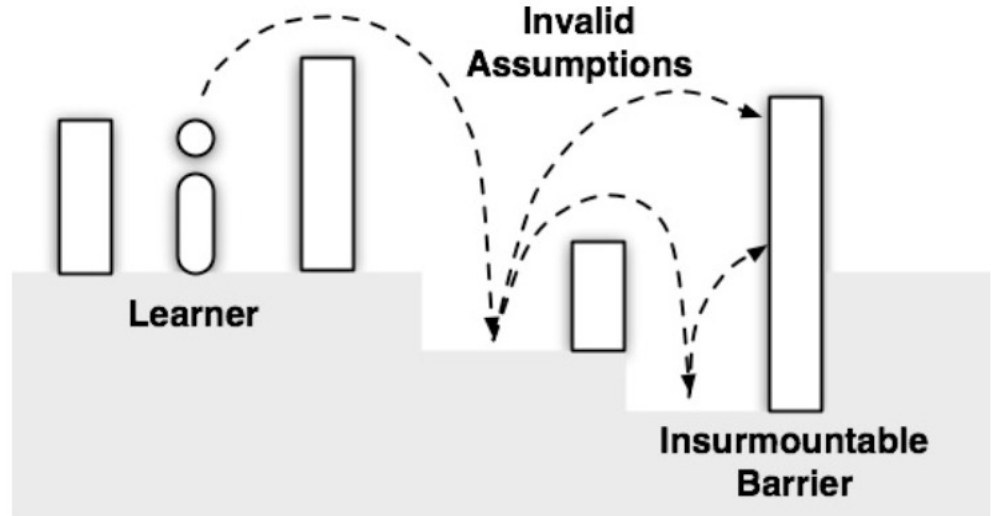 Invalid
Assumptions
Learner
Insurmountable
Barrier